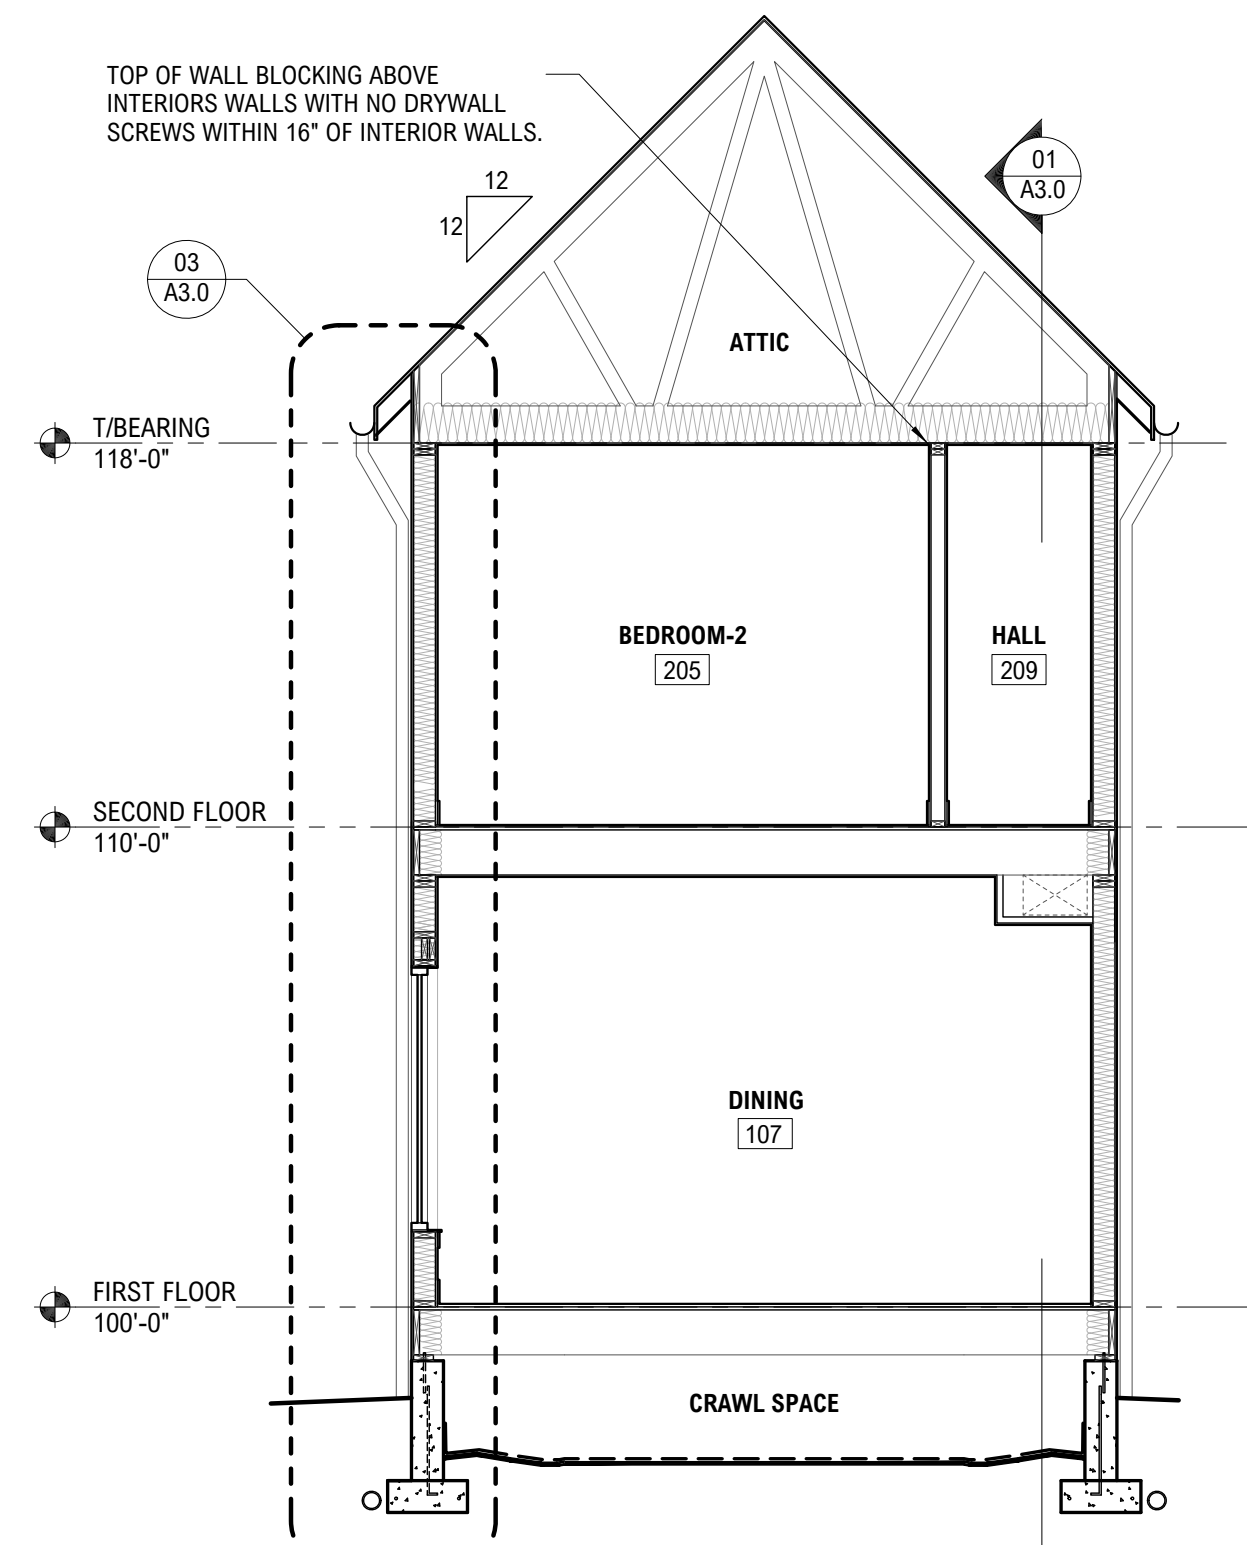 TOP OF WALL BLOCKING ABOVE
INTERIORS WALLS WITH NO DRYWALL
SCREWS WITHIN 16" OF INTERIOR WALLS.
01
A3.0
12
12
03
A3.0
ATTIC
T/BEARING
118'-0"
BEDROOM-2
205
HALL
209
SECOND FLOOR
110'-0"
DINING
107
FIRST FLOOR
100'-0"
CRAWL SPACE